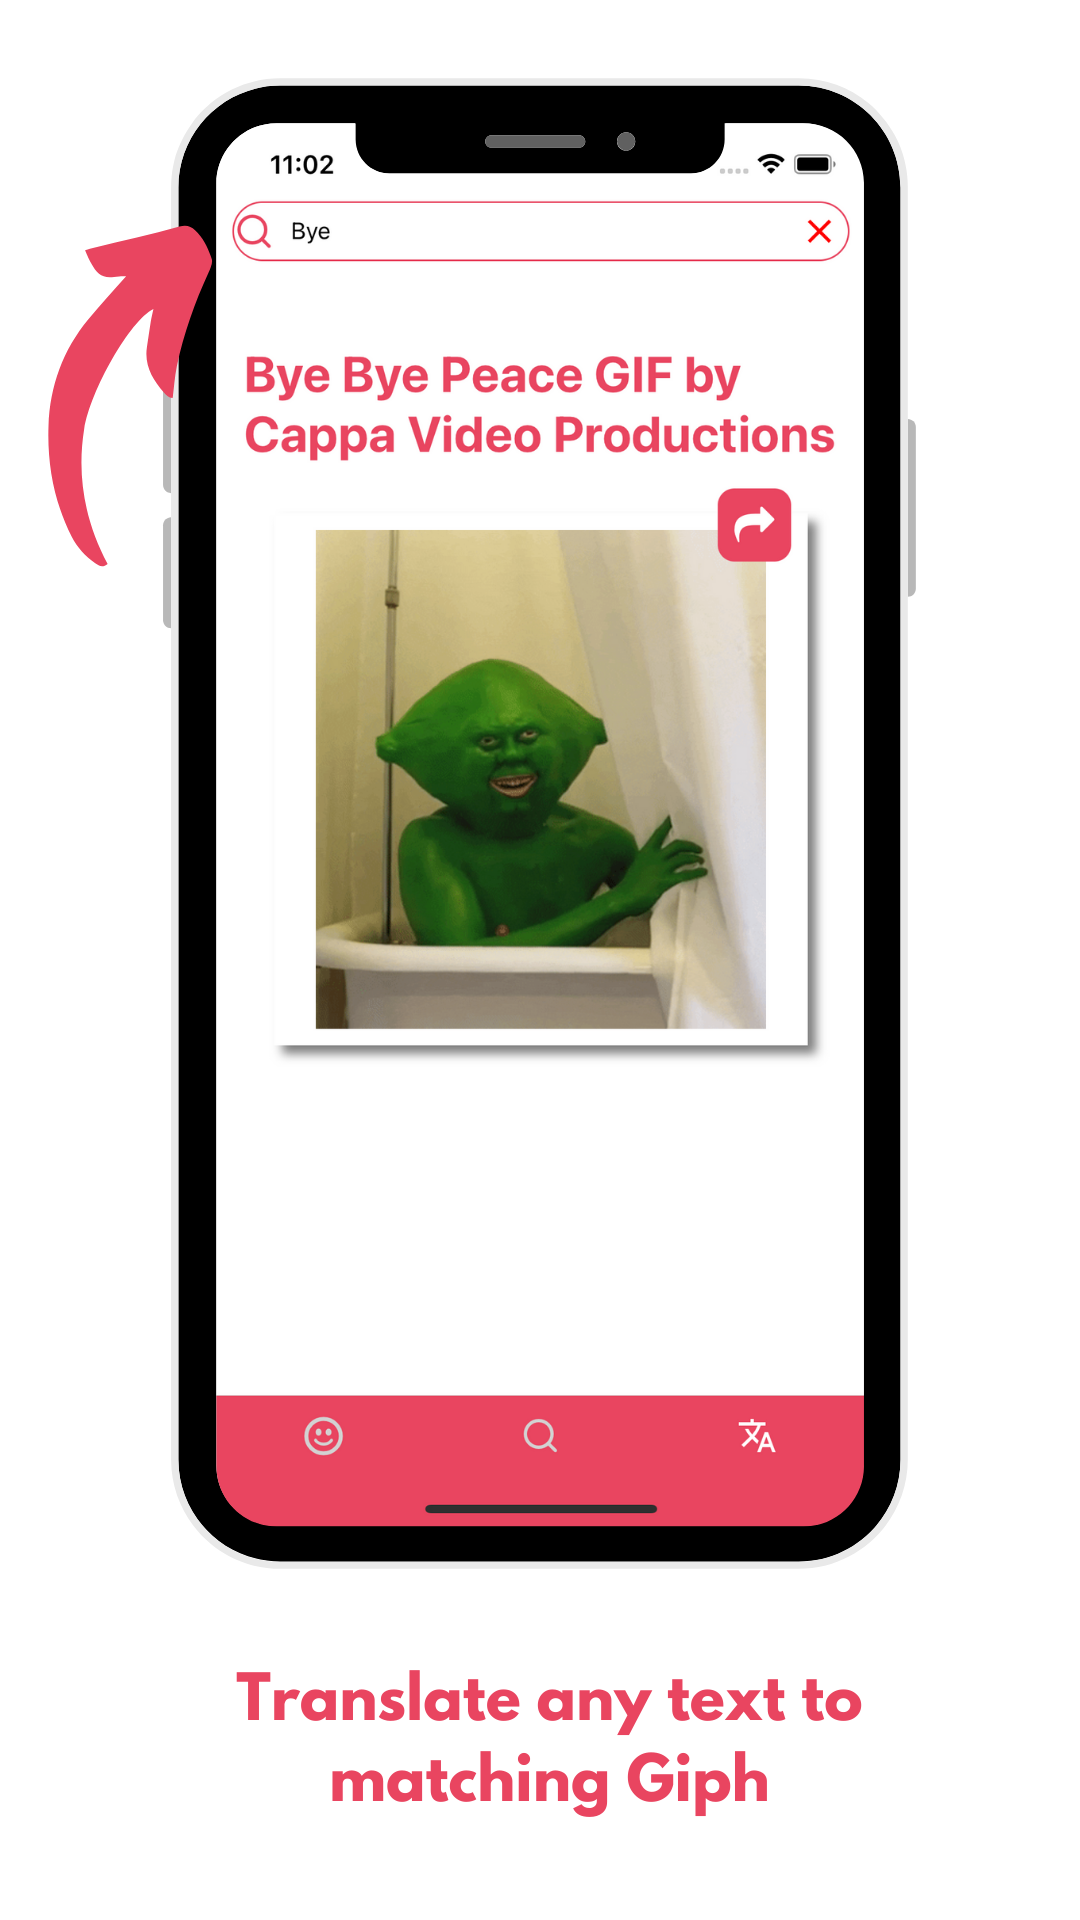 11:02
Bye
Bye Bye Peace GIF by
Cappa Video Productions
Translate any text to
matching Giph